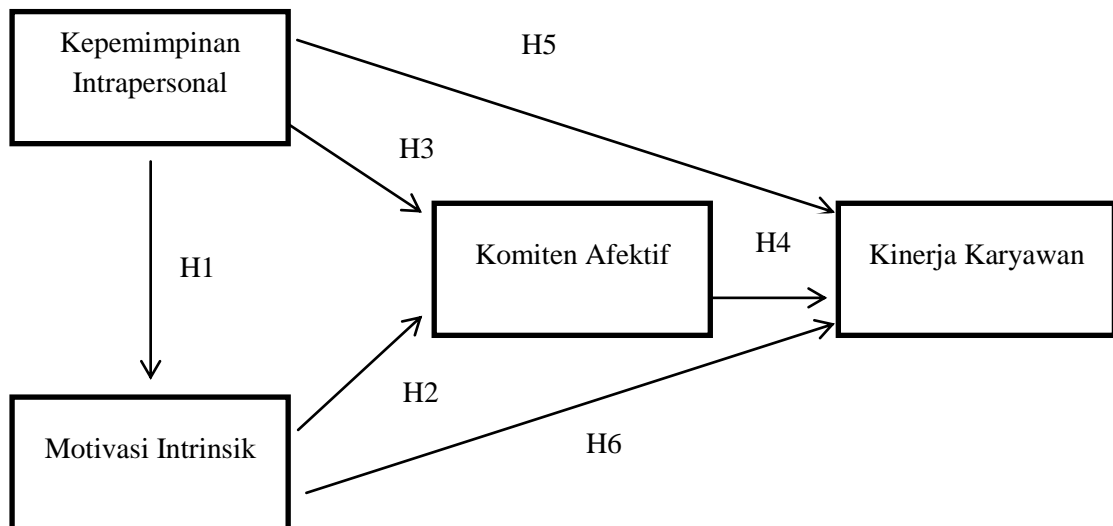 Kepemimpinan
Intrapersonal
H5
H3
Komiten Afektif
H4
Kinerja Karyawan
H1
H2
Motivasi Intrinsik
H6